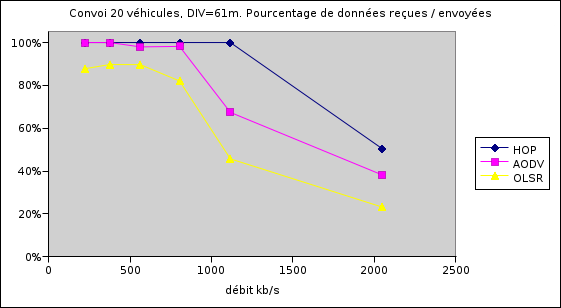 Convoi 20 véhicules, DIV=61m. Pourcentage de données reçues / envoyées
100%
80%
60%
40%
20%
0%
0 500 1000 1500 2000 2500
débit kb/s
HOP
AODV
OLSR